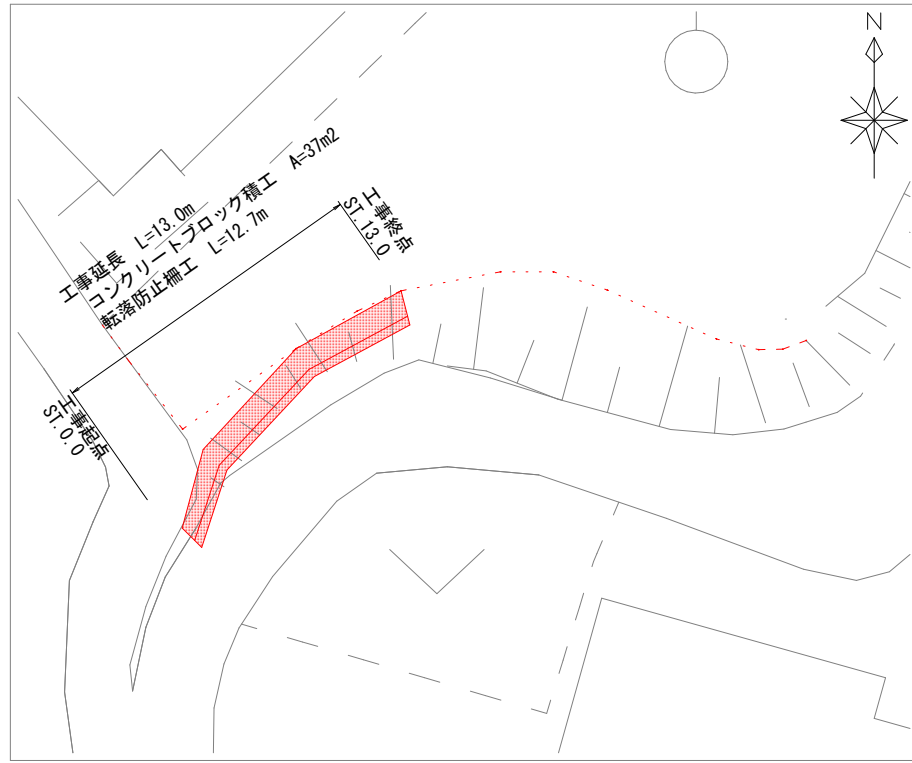 N
工事延長　L=13.0m
コンクリートブロック積工　A=37m2
転落防止柵工　L=12.7m
工事終点
ST.13.0
工事起点
ST.0.0